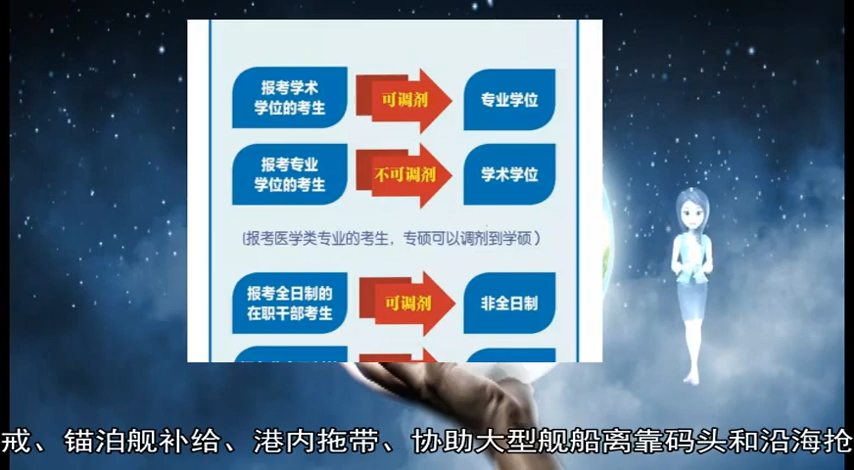 报考学术
学位的考生
可调剂
专业学位
报考专业
学位的考生
不可调剂
学术学位
(报考医学类专业的考生，专硕可以调剂到学硕)
报考全日制的
在职干部考生
可调剂
非全日制
戒、锚泊舰补给、港内拖带、协助大型舰船离靠码头和沿海抢